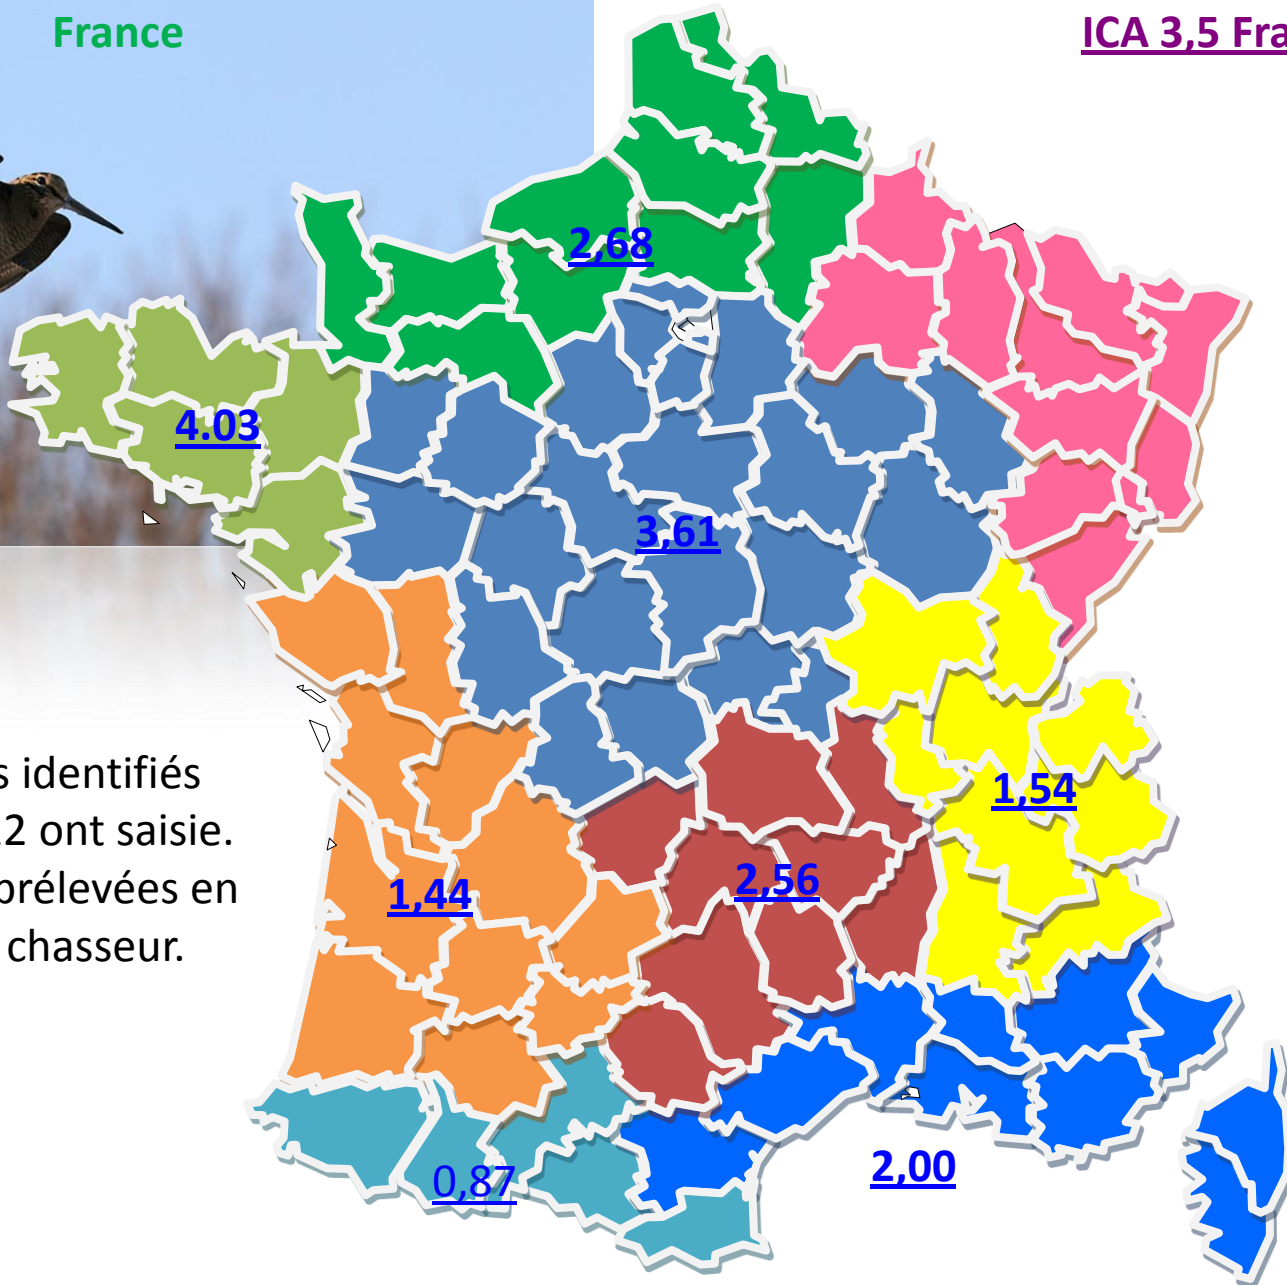 France
ICA 3,5 Fra
2,68
4.03
3,61
s identifiés
2 ont saisie.
prélevées en
chasseur.
1,54
1,44
2,56
0,87
2,00